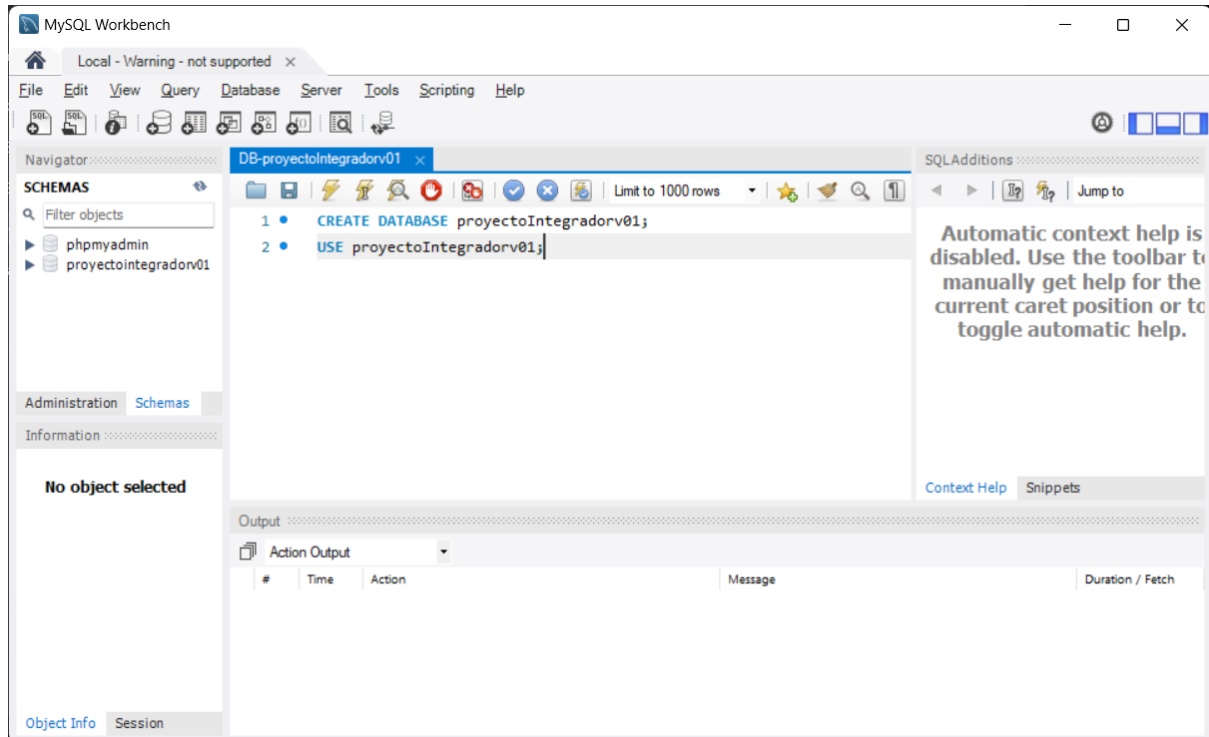 MySQL Workbench
Local - Warning - not supported
File Edit View Query Database Server Tools Scripting Help
Navigator
SCHEMAS
Filter objects
phpmyadmin
proyectointegradorv01
Administration Schemas
Information
No object selected
Object Info Session
DB-proyectoIntegradorv01
Limit to 1000 rows
1 CREATE DATABASE proyectoIntegradorv01;
2 USE proyectoIntegradorv01;
SQLAdditions
Jump to
Automatic context help is
disabled. Use the toolbar to
manually get help for the
current caret position or to
toggle automatic help.
Context Help Snippets
Output
Action Output
# Time Action Message Duration / Fetch